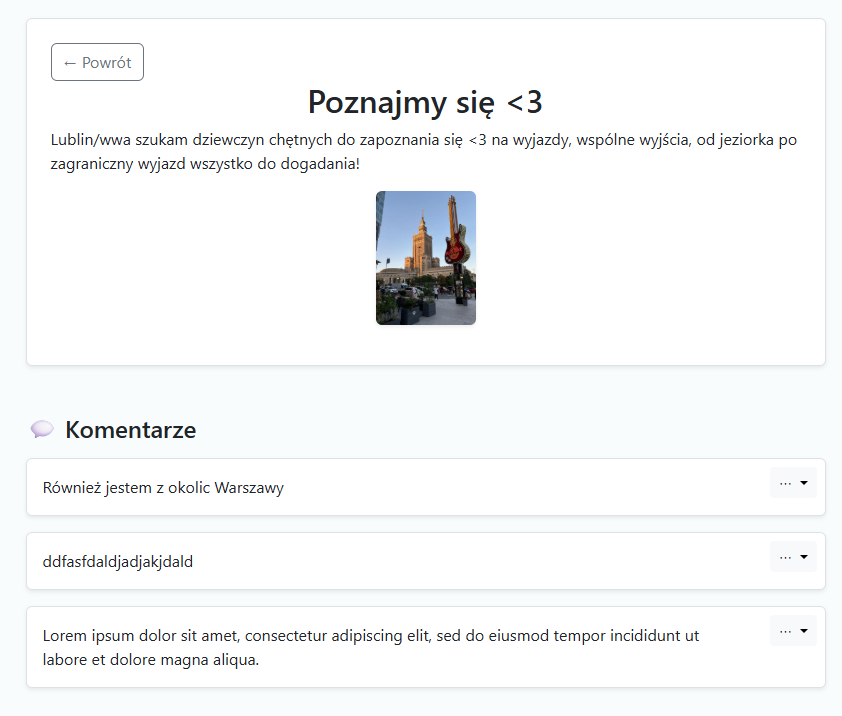 ← Powrót
Poznajmy się <3
Lublin/wwa szukam dziewczyn chętnych do zapoznania się <3 na wyjazdy, wspólne wyjścia, od jeziorka po
zagraniczny wyjazd wszystko do dogadania!
Komentarze
Również jestem z okolic Warszawy
...
ddfasfdaldjadjakjdald
...
Lorem ipsum dolor sit amet, consectetur adipiscing elit, sed do eiusmod tempor incididunt ut
...
labore et dolore magna aliqua.